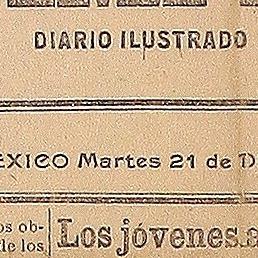 DIARIO ILUSTRADO
EXICO Martes 21 de D
os ob-
de los
Los jóvenes a